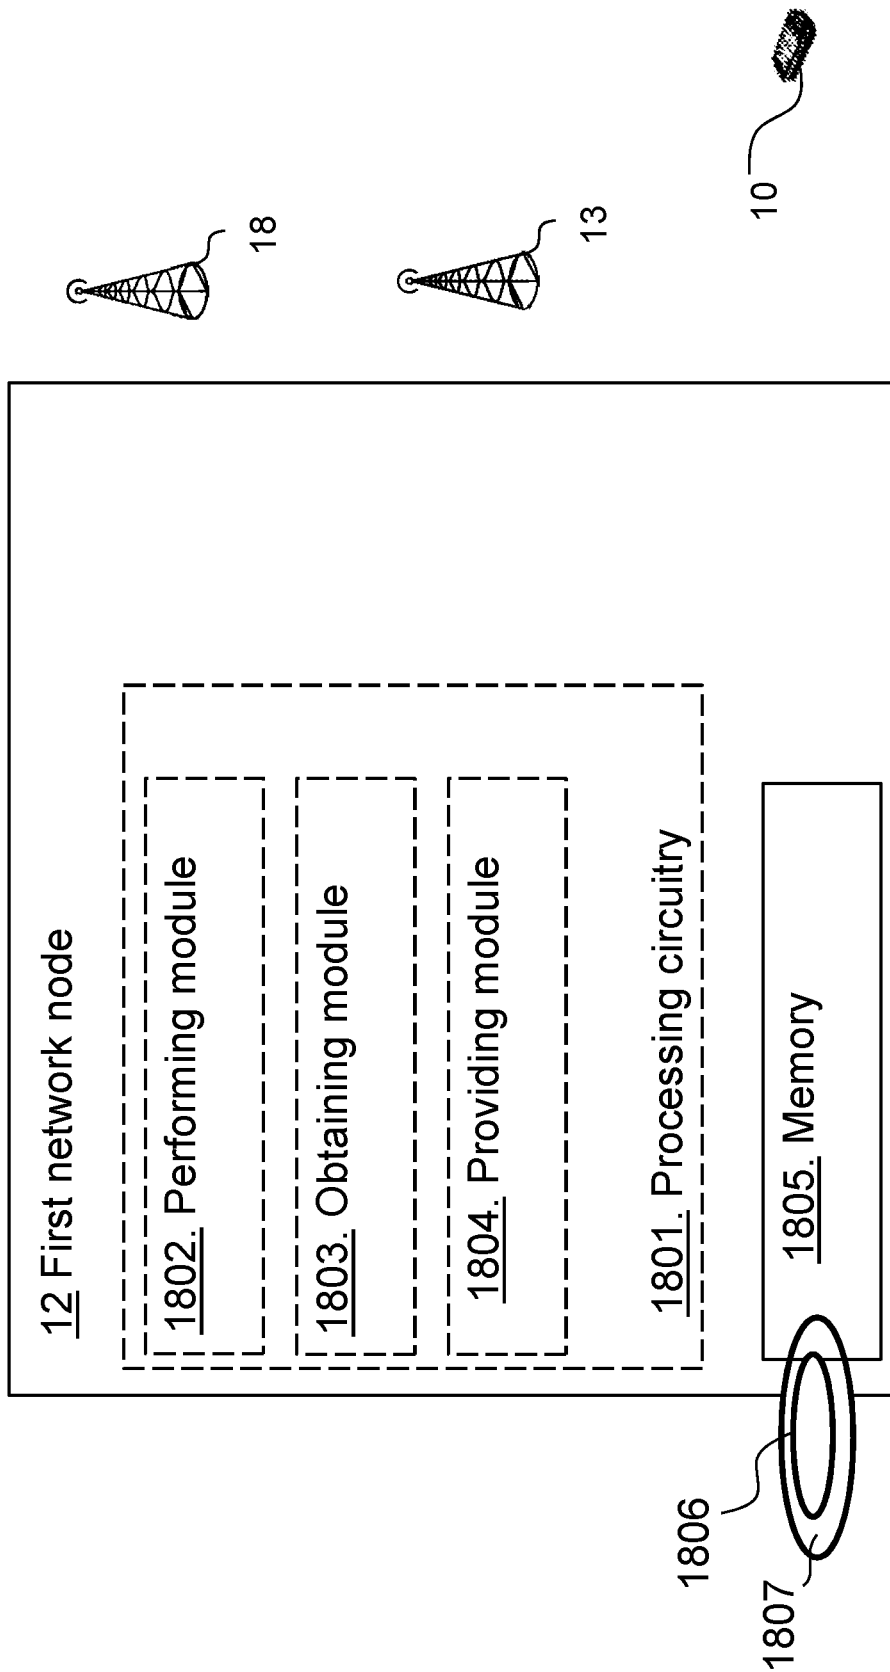 12 First network node
1802. Performing module
1803. Obtaining module
1804. Providing module
1801. Processing circuitry
1805. Memory
1806
1807
18
13
10